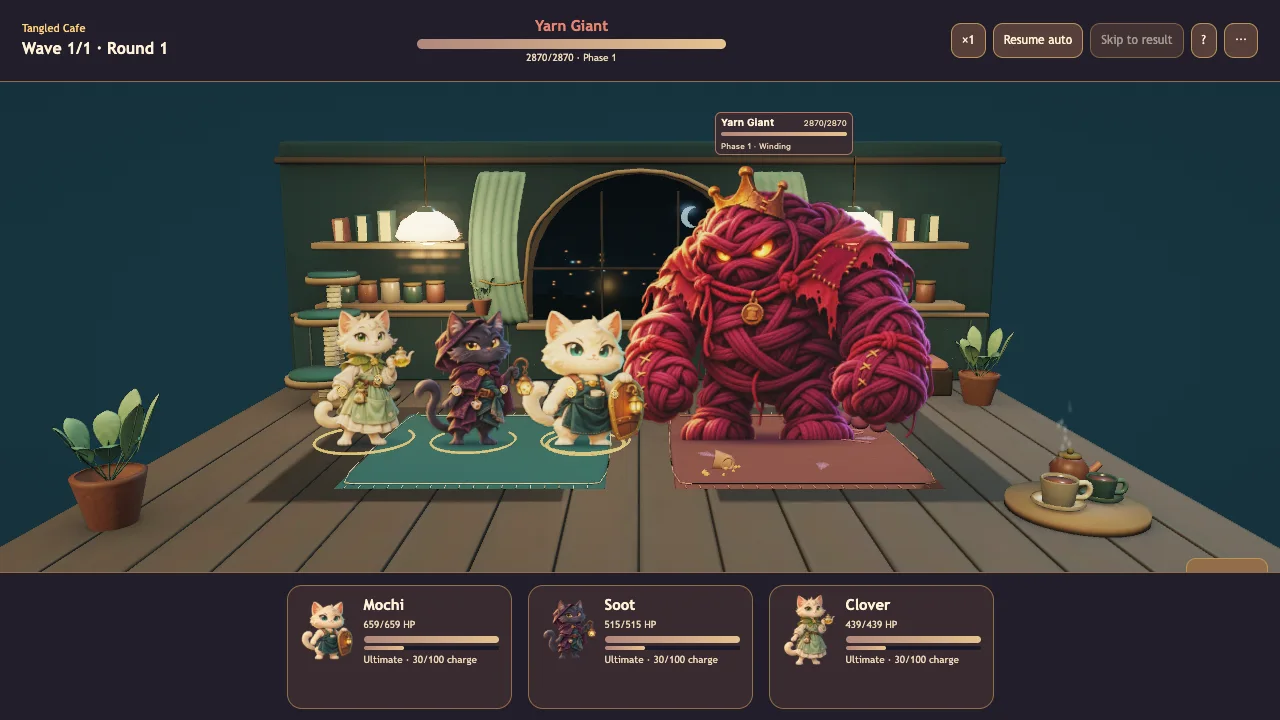 Tangled Cafe
Wave 1/1 · Round 1
Yarn Giant
2870/2870 · Phase 1
×1
Resume auto
Skip to result
?
···
Yarn Giant 2870/2870
Phase 1 · Winding
Mochi
659/659 HP
Ultimate · 30/100 charge
Soot
515/515 HP
Ultimate · 30/100 charge
Clover
439/439 HP
Ultimate · 30/100 charge